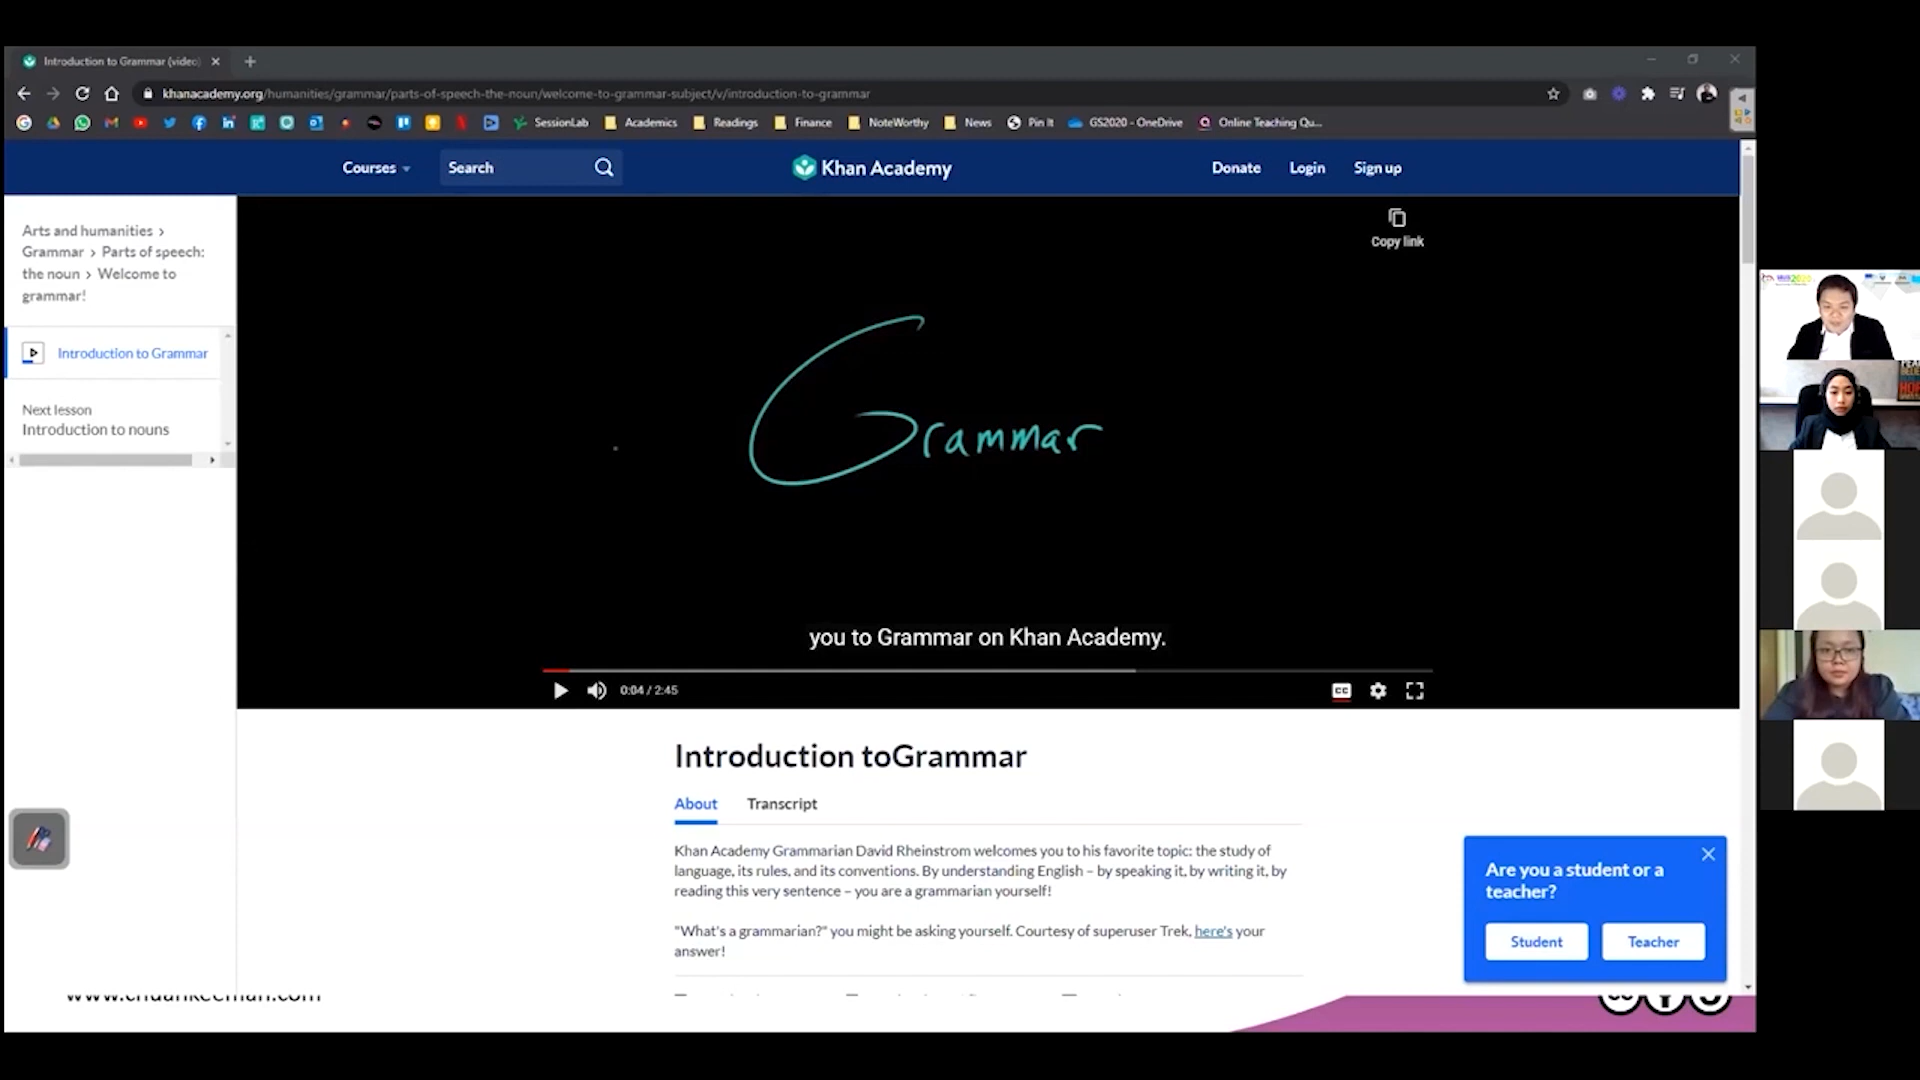 Introduction to Grammar (video)
khanacademy.org/humanities/grammar/parts-of-speech-the-noun/welcome-to-grammar-subject/v/introduction-to-grammar
SessionLab Academics Readings Finance NoteWorthy News Pin It GS2020 - OneDrive Online Teaching Qu...
Courses Search Khan Academy Donate Login Sign up
Arts and humanities ›
Grammar › Parts of speech:
the noun › Welcome to
grammar!
Introduction to Grammar
Next lesson
Introduction to nouns
Copy link
Grammar
you to Grammar on Khan Academy.
0:04 / 2:45
CC
Introduction toGrammar
About Transcript
Khan Academy Grammarian David Rheinstrom welcomes you to his favorite topic: the study of
language, its rules, and its conventions. By understanding English – by speaking it, by writing it, by
reading this very sentence – you are a grammarian yourself!
"What's a grammarian?" you might be asking yourself. Courtesy of superuser Trek, here's your
answer!
Are you a student or a
teacher?
Student Teacher